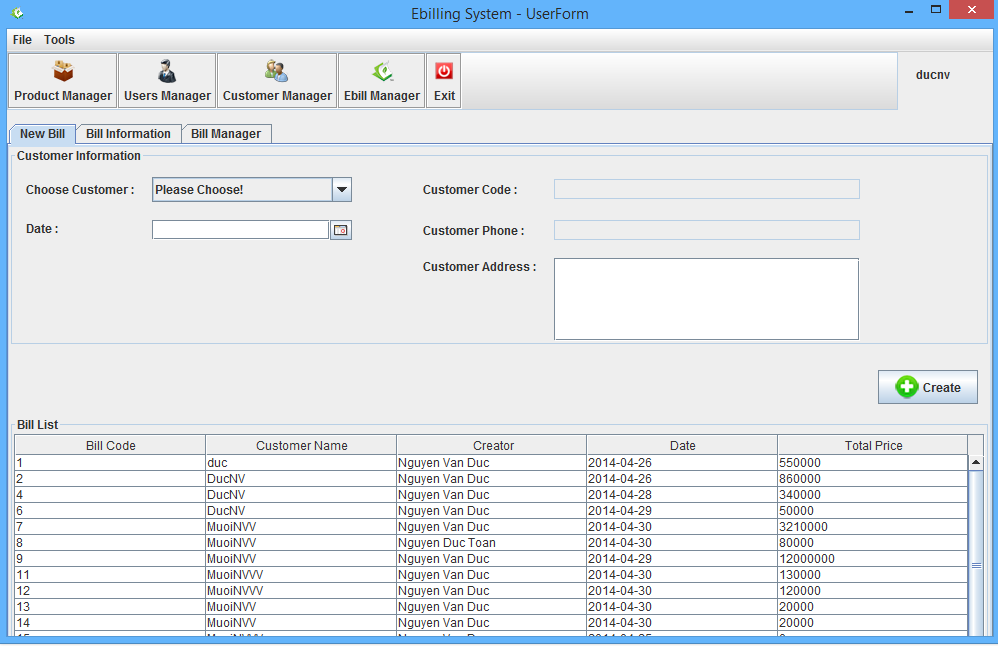 Ebilling System - UserForm
File Tools
Product Manager Users Manager Customer Manager Ebill Manager Exit
ducnv
New Bill Bill Information Bill Manager
Customer Information
Choose Customer : Please Choose! Customer Code :
Date : Customer Phone :
Customer Address :
Create
Bill List
Bill Code Customer Name Creator Date Total Price
1 duc Nguyen Van Duc 2014-04-26 550000
2 DucNV Nguyen Van Duc 2014-04-26 860000
4 DucNV Nguyen Van Duc 2014-04-28 340000
6 DucNV Nguyen Van Duc 2014-04-29 50000
7 MuoiNVV Nguyen Van Duc 2014-04-30 3210000
8 MuoiNVV Nguyen Duc Toan 2014-04-30 80000
9 MuoiNVV Nguyen Van Duc 2014-04-29 12000000
11 MuoiNVVV Nguyen Van Duc 2014-04-30 130000
12 MuoiNVVV Nguyen Van Duc 2014-04-30 120000
13 MuoiNVV Nguyen Van Duc 2014-04-30 20000
14 MuoiNVV Nguyen Van Duc 2014-04-30 20000